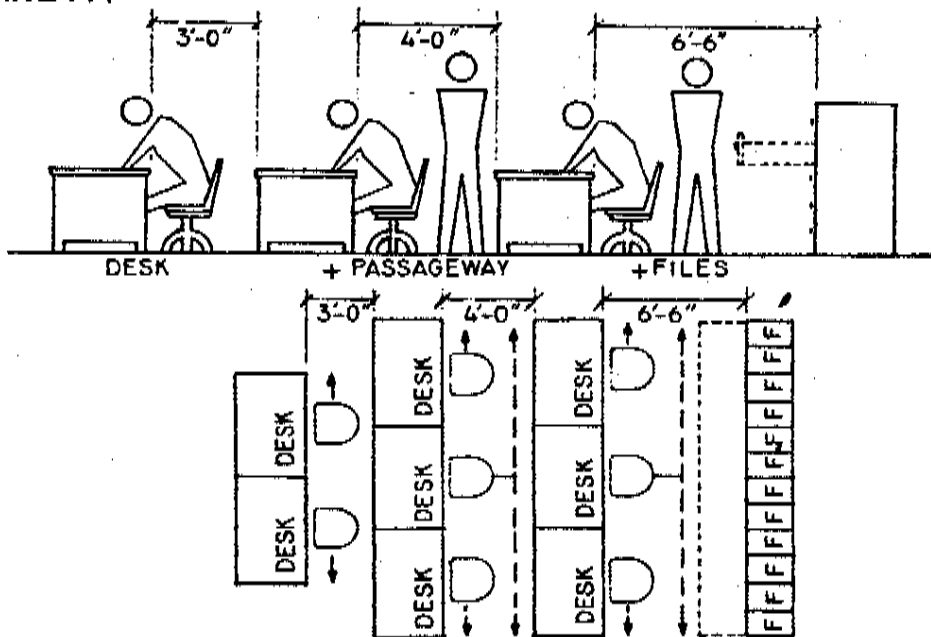 3'-0" 4'-0" 6'-6"
DESK + PASSAGEWAY + FILES
3'-0" 4'-0" 6'-6"
DESK DESK DESK F
DESK DESK DESK F
DESK DESK F
F
F
F
F
F
F
F
F
F